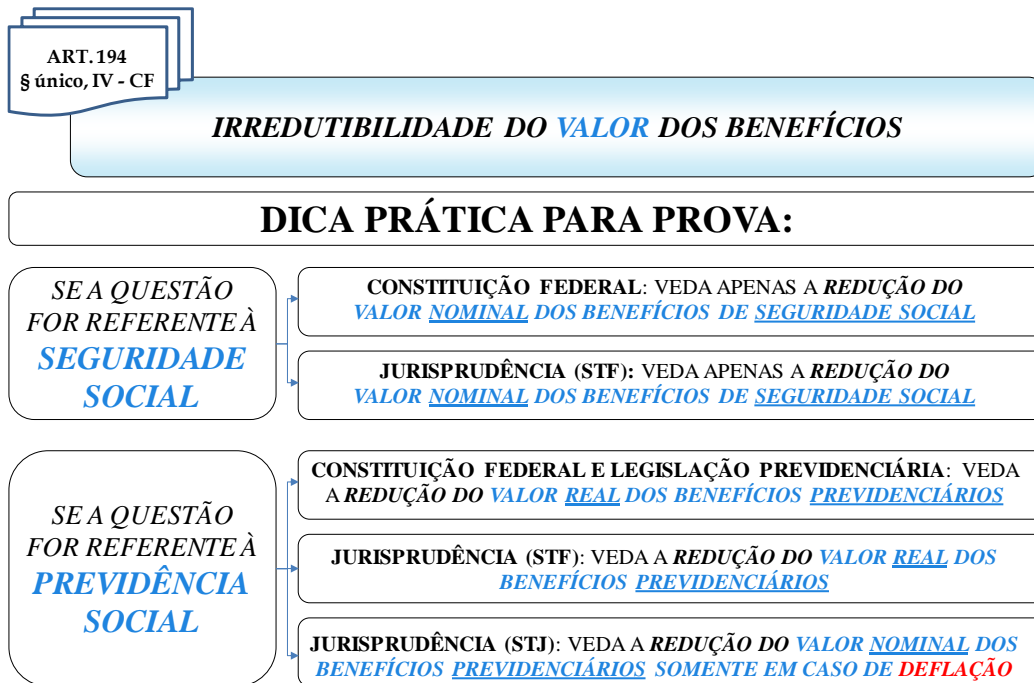 ART. 194
§ único, IV - CF
IRREDUTIBILIDADE DO VALOR DOS BENEFÍCIOS
DICA PRÁTICA PARA PROVA:
SE A QUESTÃO
FOR REFERENTE À
SEGURIDADE
SOCIAL
CONSTITUIÇÃO FEDERAL: VEDA APENAS A REDUÇÃO DO
VALOR NOMINAL DOS BENEFÍCIOS DE SEGURIDADE SOCIAL
JURISPRUDÊNCIA (STF): VEDA APENAS A REDUÇÃO DO
VALOR NOMINAL DOS BENEFÍCIOS DE SEGURIDADE SOCIAL
SE A QUESTÃO
FOR REFERENTE À
PREVIDÊNCIA
SOCIAL
CONSTITUIÇÃO FEDERAL E LEGISLAÇÃO PREVIDENCIÁRIA: VEDA
A REDUÇÃO DO VALOR REAL DOS BENEFÍCIOS PREVIDENCIÁRIOS
JURISPRUDÊNCIA (STF): VEDA A REDUÇÃO DO VALOR REAL DOS
BENEFÍCIOS PREVIDENCIÁRIOS
JURISPRUDÊNCIA (STJ): VEDA A REDUÇÃO DO VALOR NOMINAL DOS
BENEFÍCIOS PREVIDENCIÁRIOS SOMENTE EM CASO DE DEFLAÇÃO